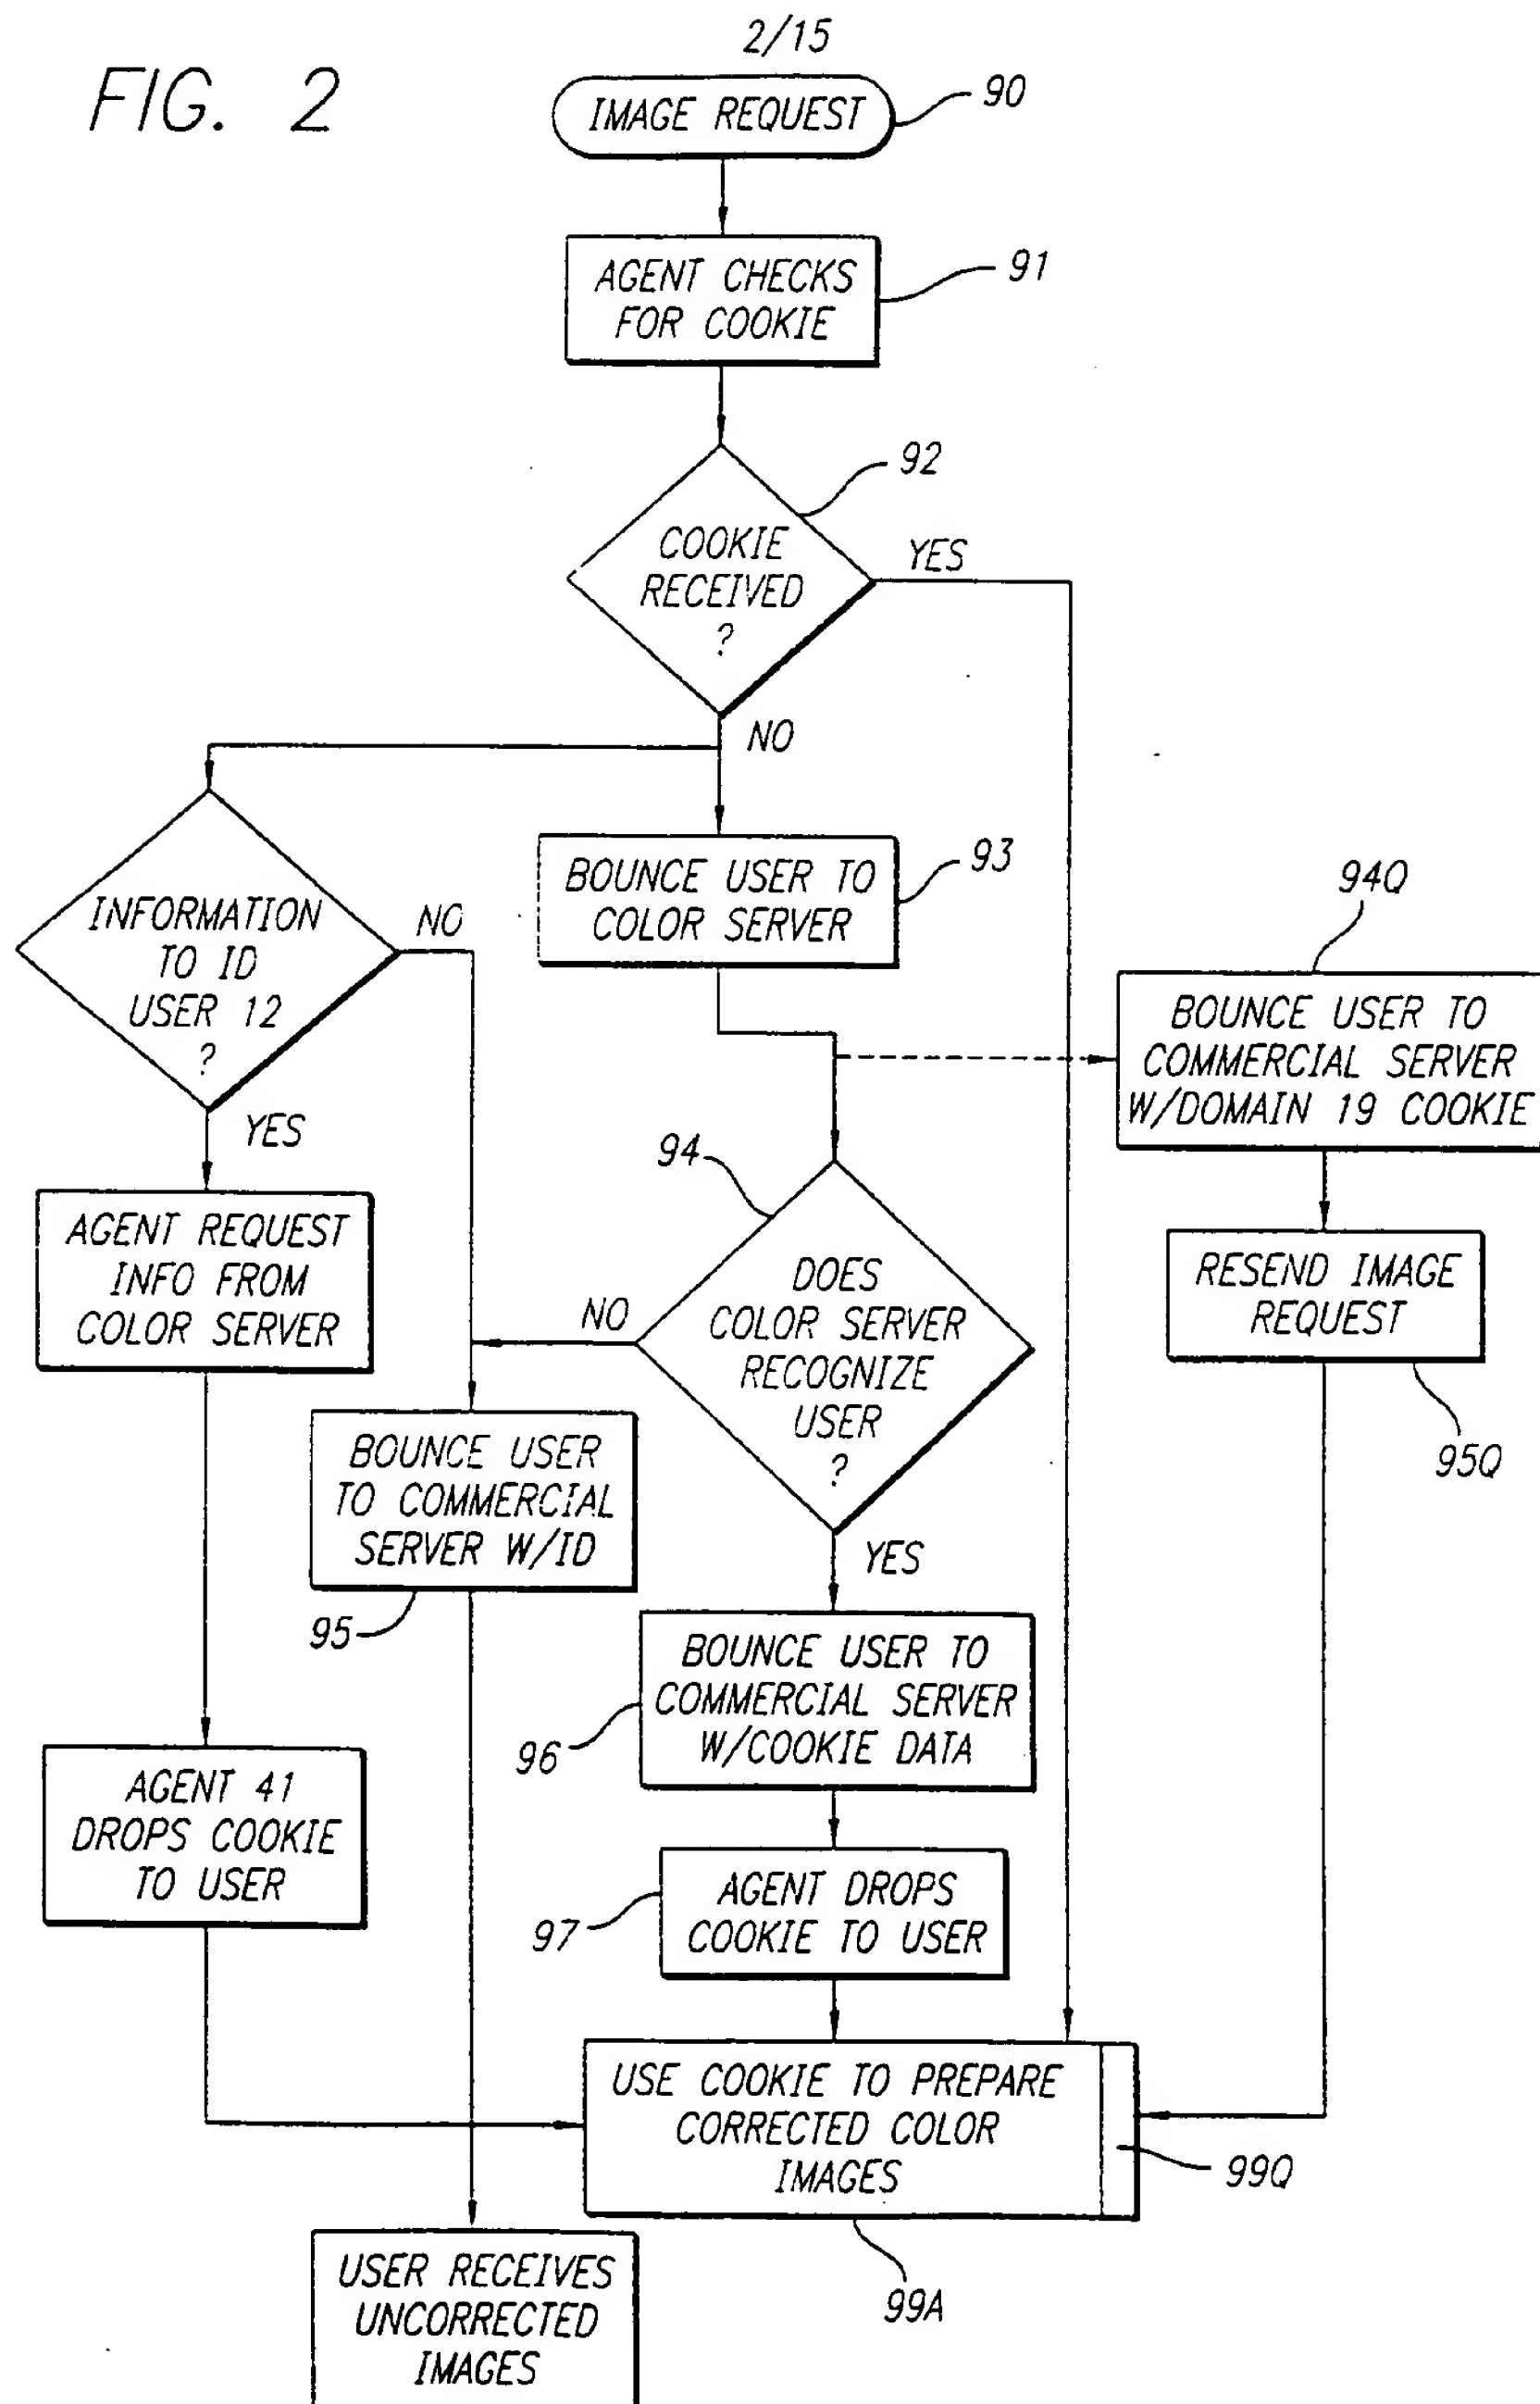 2/15
FIG. 2
IMAGE REQUEST
90
AGENT CHECKS
FOR COOKIE
91
92
COOKIE
RECEIVED
?
YES
NO
INFORMATION
TO ID
USER 12
?
NO
YES
BOUNCE USER TO
COLOR SERVER
93
94Q
BOUNCE USER TO
COMMERCIAL SERVER
W/DOMAIN 19 COOKIE
AGENT REQUEST
INFO FROM
COLOR SERVER
94
DOES
COLOR SERVER
RECOGNIZE
USER
?
NO
YES
RESEND IMAGE
REQUEST
95Q
BOUNCE USER
TO COMMERCIAL
SERVER W/ID
95
BOUNCE USER TO
COMMERCIAL SERVER
W/COOKIE DATA
96
AGENT 41
DROPS COOKIE
TO USER
AGENT DROPS
COOKIE TO USER
97
USE COOKIE TO PREPARE
CORRECTED COLOR
IMAGES
99Q
99A
USER RECEIVES
UNCORRECTED
IMAGES